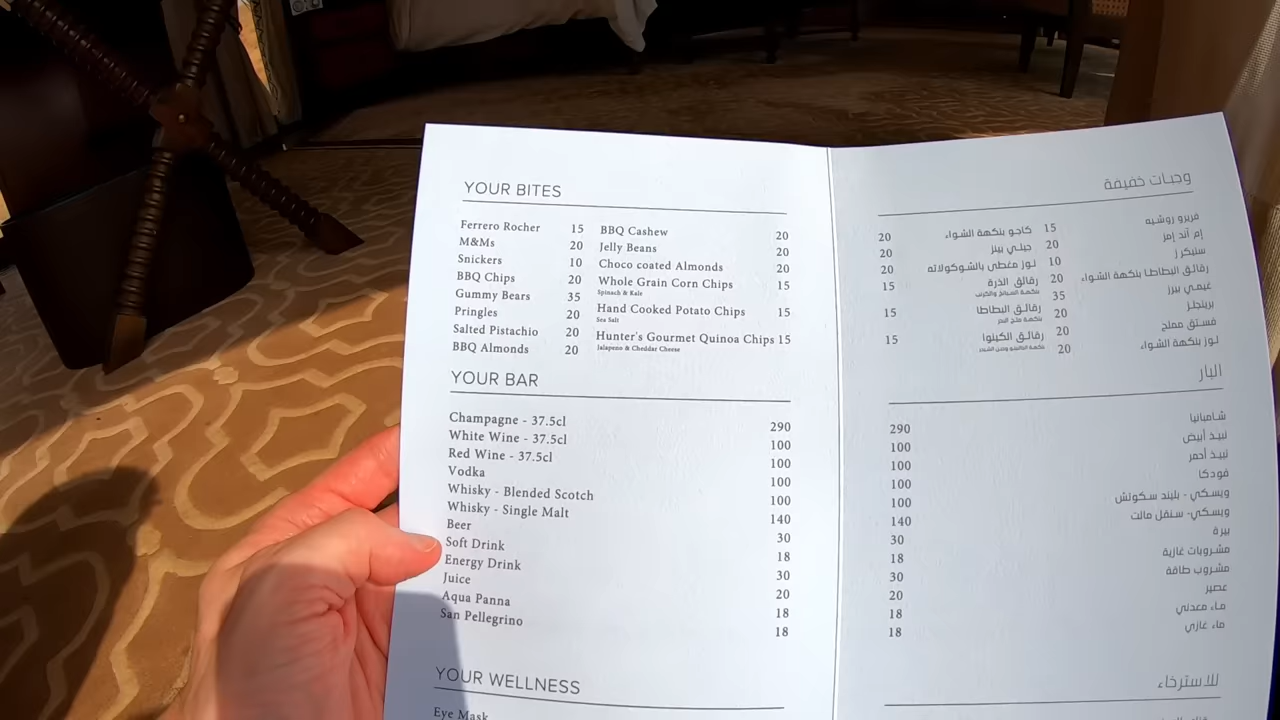 YOUR BITES
Ferrero Rocher 15
M&Ms 20
Snickers 10
BBQ Chips 20
Gummy Bears 35
Pringles 20
Salted Pistachio 20
BBQ Almonds 20
BBQ Cashew 20
Jelly Beans 20
Choco coated Almonds 20
Whole Grain Corn Chips 15
Spinach & Kale
Hand Cooked Potato Chips 15
Sea Salt
Hunter's Gourmet Quinoa Chips 15
Jalapeno & Cheddar Cheese
YOUR BAR
Champagne - 37.5cl 290
White Wine - 37.5cl 100
Red Wine - 37.5cl 100
Vodka 100
Whisky - Blended Scotch 100
Whisky - Single Malt 140
Beer 30
Soft Drink 18
Energy Drink 30
Juice 20
Aqua Panna 18
San Pellegrino 18
YOUR WELLNESS
Eye Mask
وجبات خفيفة
فريرو روشيه 15
إم أند إمز 20
سنيكرز 10
رقائق البطاطا بنكهة الشواء 20
غيمي بيرز 35
برينجلز 20
فستق مملح 20
لوز بنكهة الشواء 20
كاجو بنكهة الشواء 20
جيلي بينز 20
لوز مغطى بالشوكولاته 20
رقائق الذرة 15
بنكهة السبانخ والكرنب
رقائق البطاطا 15
بنكهة ملح البحر
رقائق الكينوا 15
البار
شامبانيا 290
نبيذ أبيض 100
نبيذ أحمر 100
فودكا 100
ويسكي - بليند سكوتش 100
ويسكي- سنقل مالت 140
بيرة 30
مشروبات غازية 18
مشروب طاقة 30
عصير 20
ماء معدني 18
ماء غازي 18
للاسترخاء